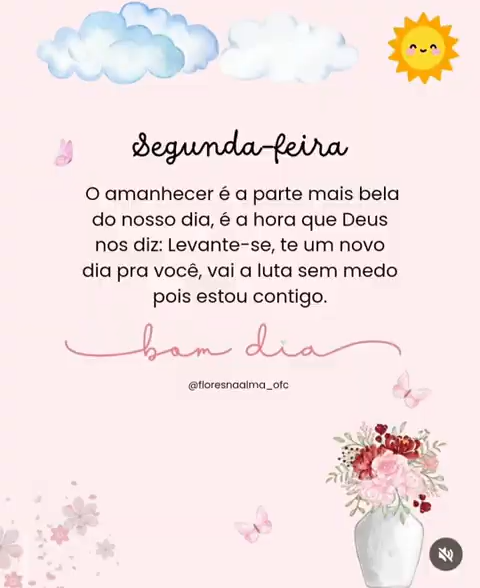 Segunda-feira
O amanhecer é a parte mais bela
do nosso dia, é a hora que Deus
nos diz: Levante-se, te um novo
dia pra você, vai a luta sem medo
pois estou contigo.
bom dia
@floresnaalma_ofc